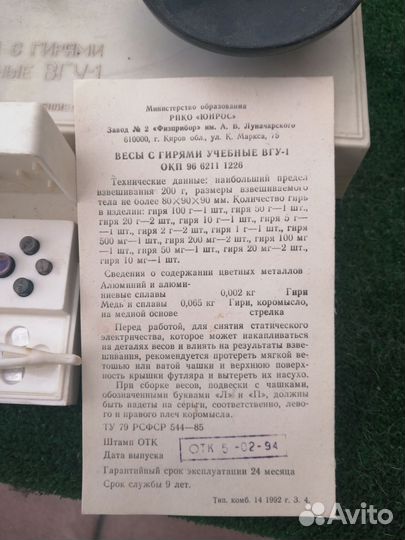 С ГИРЯМИ
НЫЕ ВГУ-1
Министерство образования
РПКО «ЮПРОС»
Завод № 2 «Физприбор» им. А. В. Луначарского
610000, г. Киров обл., ул. К. Маркса, 75
ВЕСЫ С ГИРЯМИ УЧЕБНЫЕ ВГУ-1
ОКП 96 6211 1226
Технические данные: наибольший предел
взвешивания 200 г, размеры взвешиваемого
тела не более 80×90×90 мм. Количество гирь
в изделии: гиря 100 г—1 шт., гиря 50 г—1 шт.
гиря 20 г—2 шт., гиря 10 г—1 шт., гиря 5 г—
—1 шт., гиря 2 г—2 шт., гиря 1 г—1 шт., гиря
500 мг—1 шт., гиря 200 мг—2 шт., гиря 100 мг
—1 шт., гиря 50 мг—1 шт., гиря 20 мг—2 шт.,
гиря 10 мг—1 шт.
Сведения о содержании цветных металлов
Алюминий и алюми-
ниевые сплавы 0,002 кг Гири
Медь и сплавы 0,065 кг Гири, коромысло,
на медной основе стрелка
Перед работой, для снятия статического
электричества, которое может накапливаться
на деталях весов и влиять на результаты взве-
шивания, рекомендуется протереть мягкой ве-
тошью или ватой чашки и верхнюю поверх-
ность крышки футляра и вытереть их насухо.
При сборке весов, подвески с чашками,
обозначенными буквами «Л» и «П», должны
быть надеты на серьги, соответственно, лево-
го и правого плеч коромысла.
ТУ 79 РСФСР 544—85
Штамп ОТК
Дата выпуска ОТК 5 -02-94
Гарантийный срок эксплуатации 24 месяца
Срок службы 9 лет.
Тип. комб. 14 1992 г. З. 4.
Avito